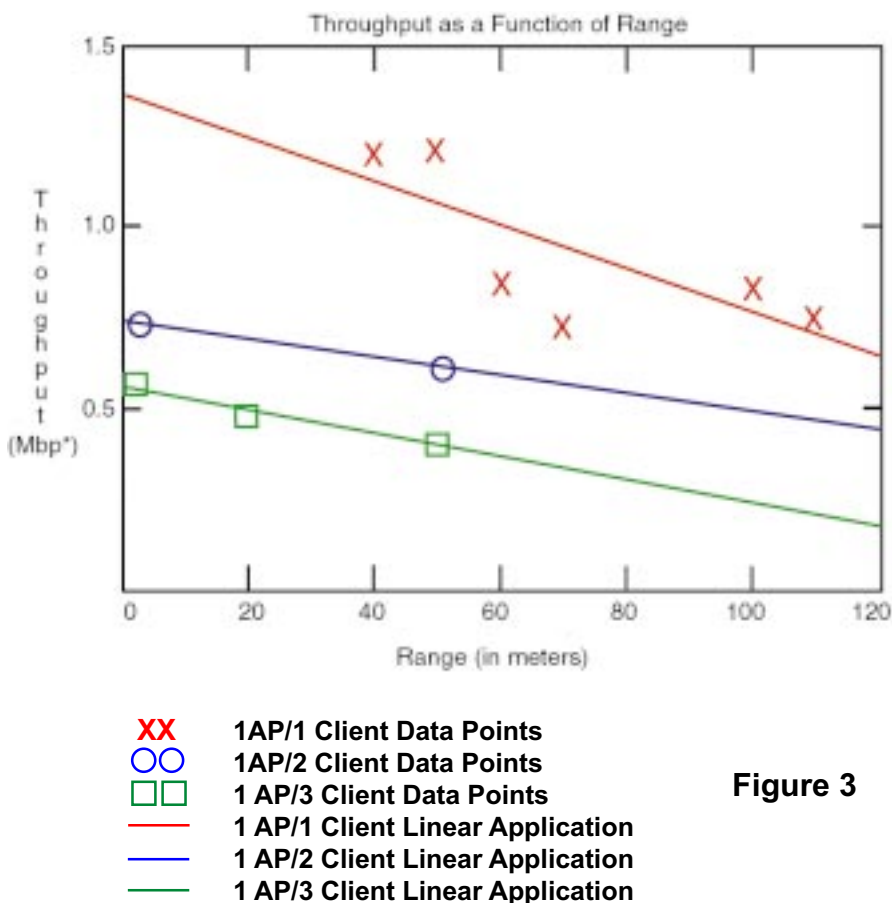 Throughput as a Function of Range
1.5
1.0
0.5
Throughput
(Mbp*)
0 20 40 60 80 100 120
Range (in meters)
XX 1AP/1 Client Data Points
1AP/2 Client Data Points
1 AP/3 Client Data Points
1 AP/1 Client Linear Application
1 AP/2 Client Linear Application
1 AP/3 Client Linear Application
Figure 3